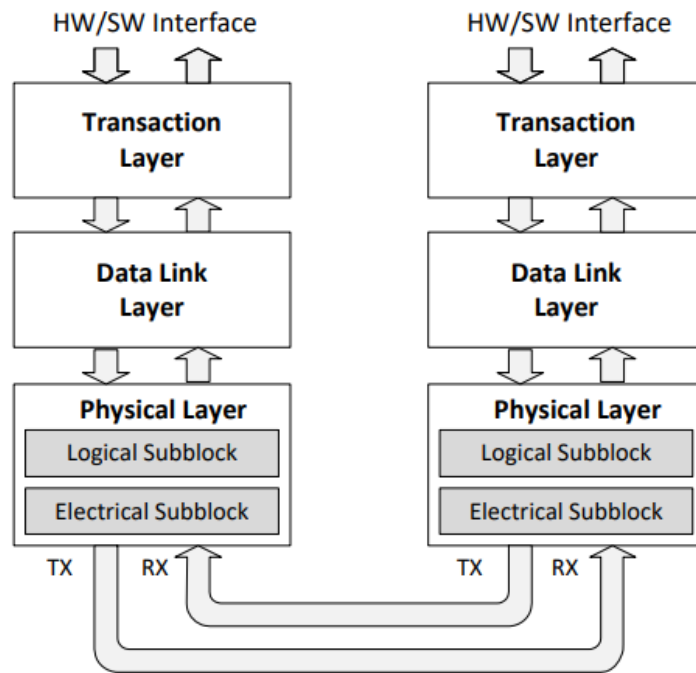 HW/SW Interface
Transaction
Layer
Data Link
Layer
Physical Layer
Logical Subblock
Electrical Subblock
TX
RX
HW/SW Interface
Transaction
Layer
Data Link
Layer
Physical Layer
Logical Subblock
Electrical Subblock
TX
RX